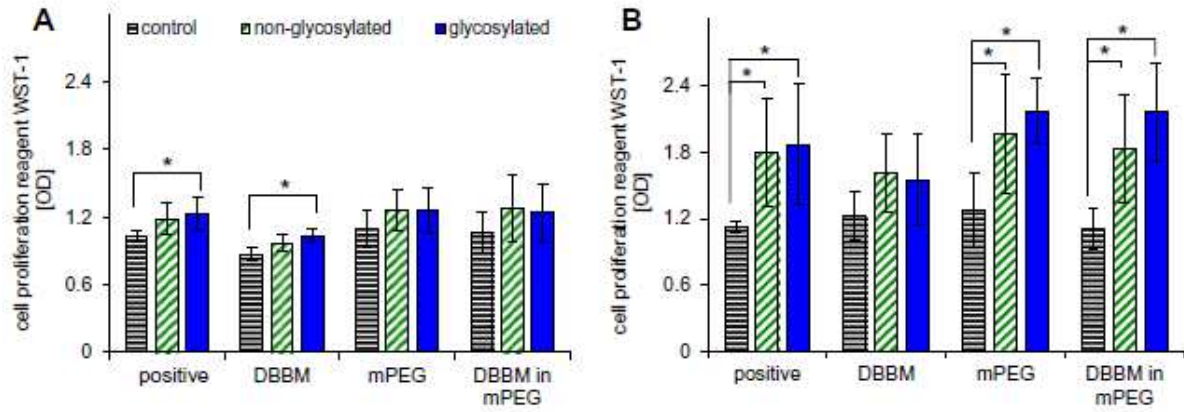 A
control non-glycosylated glycosylated
cell proliferation reagent WST-1
[OD]
2.4
1.8
1.2
0.6
0
* *
positive DBBM mPEG DBBM in
mPEG
B
cell proliferation reagent WST-1
[OD]
2.4
1.8
1.2
0.6
0
* * * * * *
positive DBBM mPEG DBBM in
mPEG